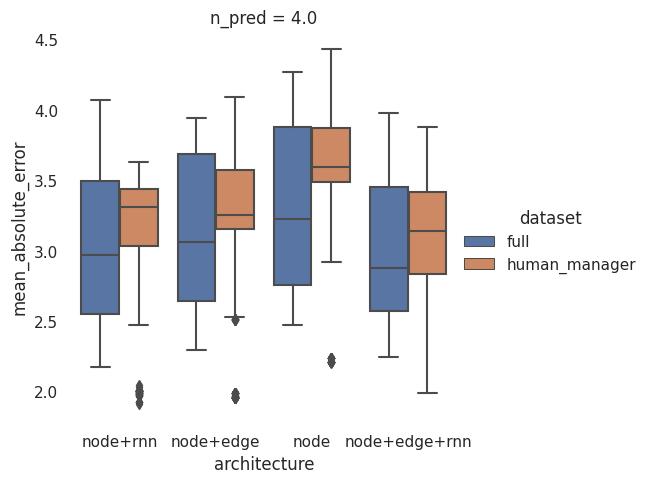 n_pred = 4.0
4.5
4.0
3.5
3.0
2.5
2.0
mean_absolute_error
node+rnn node+edge node node+edge+rnn
architecture
dataset
full
human_manager